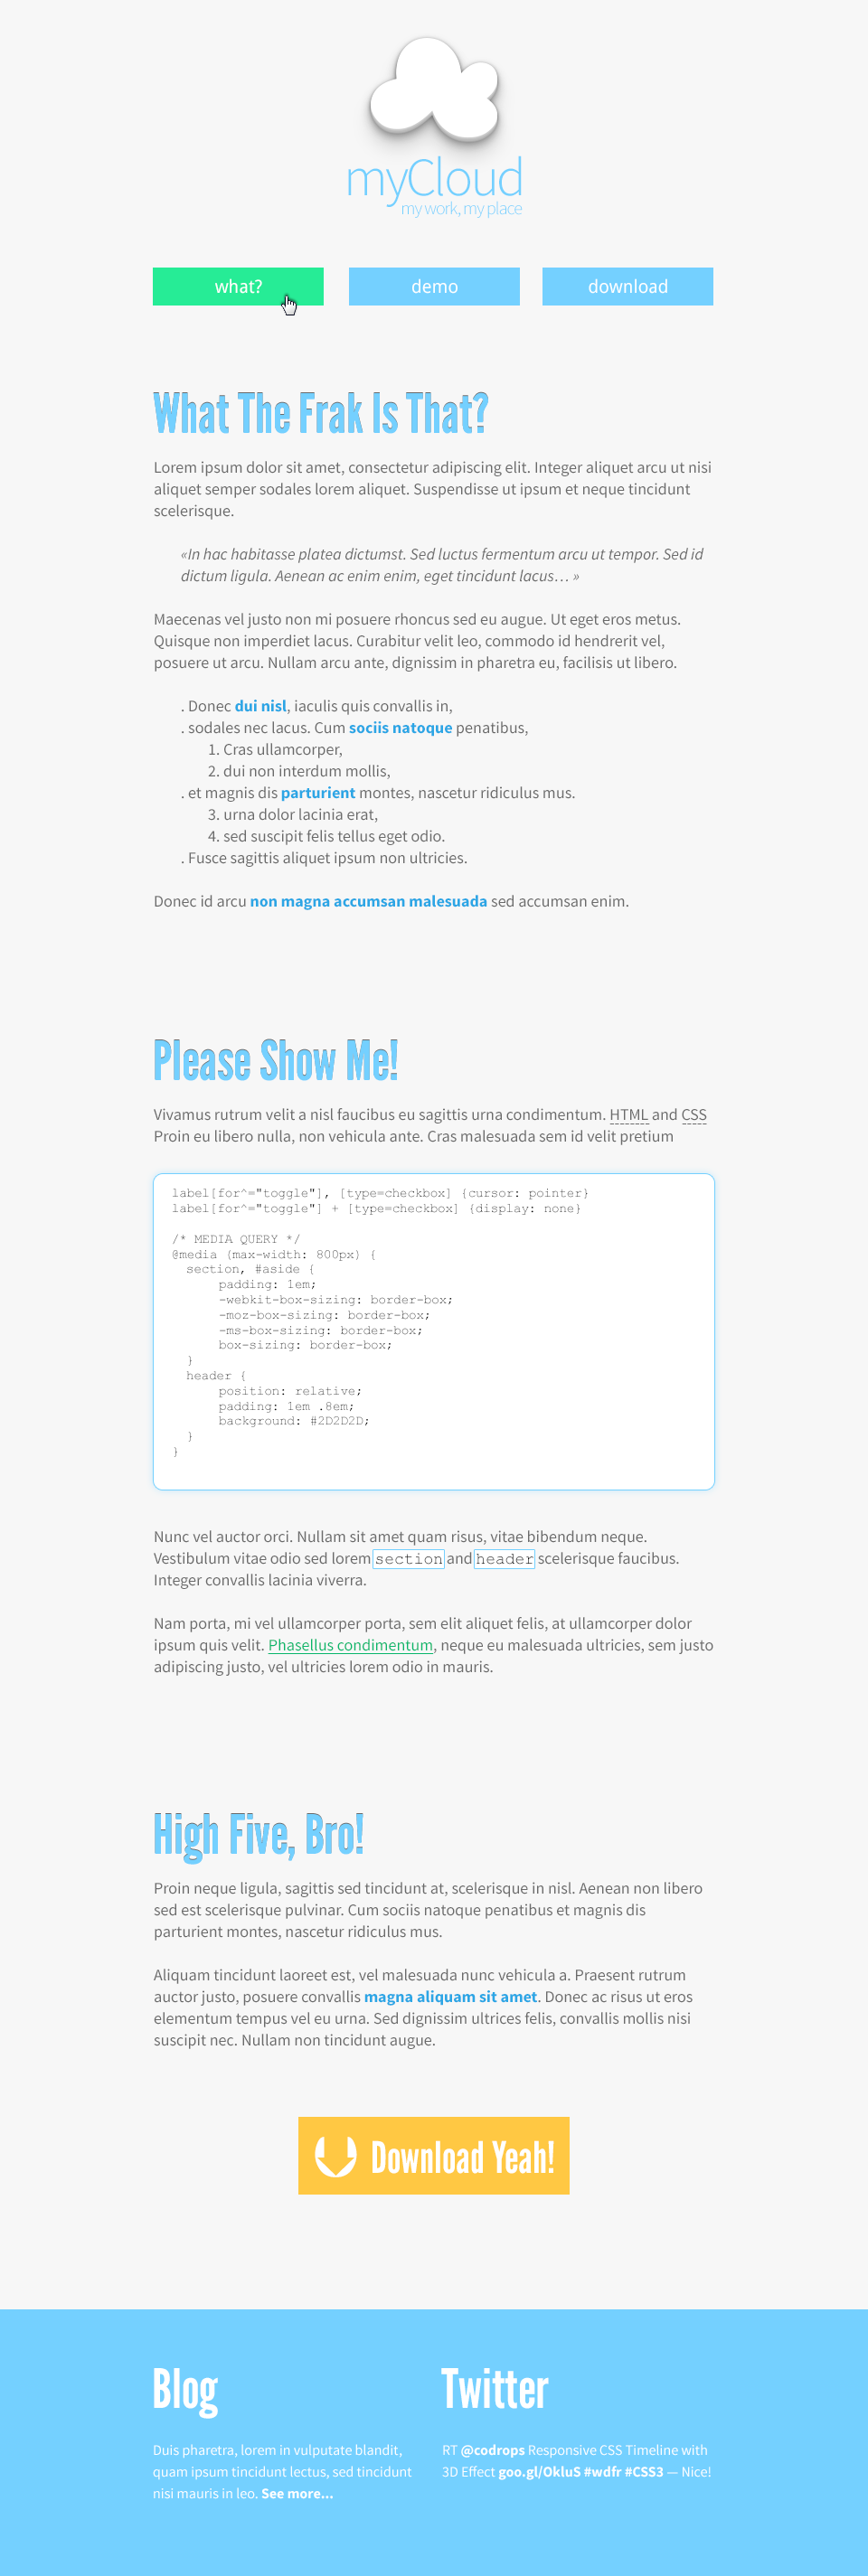 myCloud
my work, my place
what? demo download
What The Frak Is That?
Lorem ipsum dolor sit amet, consectetur adipiscing elit. Integer aliquet arcu ut nisi
aliquet semper sodales lorem aliquet. Suspendisse ut ipsum et neque tincidunt
scelerisque.
«In hac habitasse platea dictumst. Sed luctus fermentum arcu ut tempor. Sed id
dictum ligula. Aenean ac enim enim, eget tincidunt lacus… »
Maecenas vel justo non mi posuere rhoncus sed eu augue. Ut eget eros metus.
Quisque non imperdiet lacus. Curabitur velit leo, commodo id hendrerit vel,
posuere ut arcu. Nullam arcu ante, dignissim in pharetra eu, facilisis ut libero.
. Donec dui nisl, iaculis quis convallis in,
. sodales nec lacus. Cum sociis natoque penatibus,
1. Cras ullamcorper,
2. dui non interdum mollis,
. et magnis dis parturient montes, nascetur ridiculus mus.
3. urna dolor lacinia erat,
4. sed suscipit felis tellus eget odio.
. Fusce sagittis aliquet ipsum non ultricies.
Donec id arcu non magna accumsan malesuada sed accumsan enim.
Please Show Me!
Vivamus rutrum velit a nisl faucibus eu sagittis urna condimentum. HTML and CSS
Proin eu libero nulla, non vehicula ante. Cras malesuada sem id velit pretium
label[for^="toggle"], [type=checkbox] {cursor: pointer}
label[for^="toggle"] + [type=checkbox] {display: none}
/* MEDIA QUERY */
@media (max-width: 800px) {
section, #aside {
padding: 1em;
-webkit-box-sizing: border-box;
-moz-box-sizing: border-box;
-ms-box-sizing: border-box;
box-sizing: border-box;
}
header {
position: relative;
padding: 1em .8em;
background: #2D2D2D;
}
}
Nunc vel auctor orci. Nullam sit amet quam risus, vitae bibendum neque.
Vestibulum vitae odio sed lorem section and header scelerisque faucibus.
Integer convallis lacinia viverra.
Nam porta, mi vel ullamcorper porta, sem elit aliquet felis, at ullamcorper dolor
ipsum quis velit. Phasellus condimentum, neque eu malesuada ultricies, sem justo
adipiscing justo, vel ultricies lorem odio in mauris.
High Five, Bro!
Proin neque ligula, sagittis sed tincidunt at, scelerisque in nisl. Aenean non libero
sed est scelerisque pulvinar. Cum sociis natoque penatibus et magnis dis
parturient montes, nascetur ridiculus mus.
Aliquam tincidunt laoreet est, vel malesuada nunc vehicula a. Praesent rutrum
auctor justo, posuere convallis magna aliquam sit amet. Donec ac risus ut eros
elementum tempus vel eu urna. Sed dignissim ultrices felis, convallis mollis nisi
suscipit nec. Nullam non tincidunt augue.
Download Yeah!
Blog
Duis pharetra, lorem in vulputate blandit,
quam ipsum tincidunt lectus, sed tincidunt
nisi mauris in leo. See more...
Twitter
RT @codrops Responsive CSS Timeline with
3D Effect goo.gl/OkluS #wdfr #CSS3 — Nice!